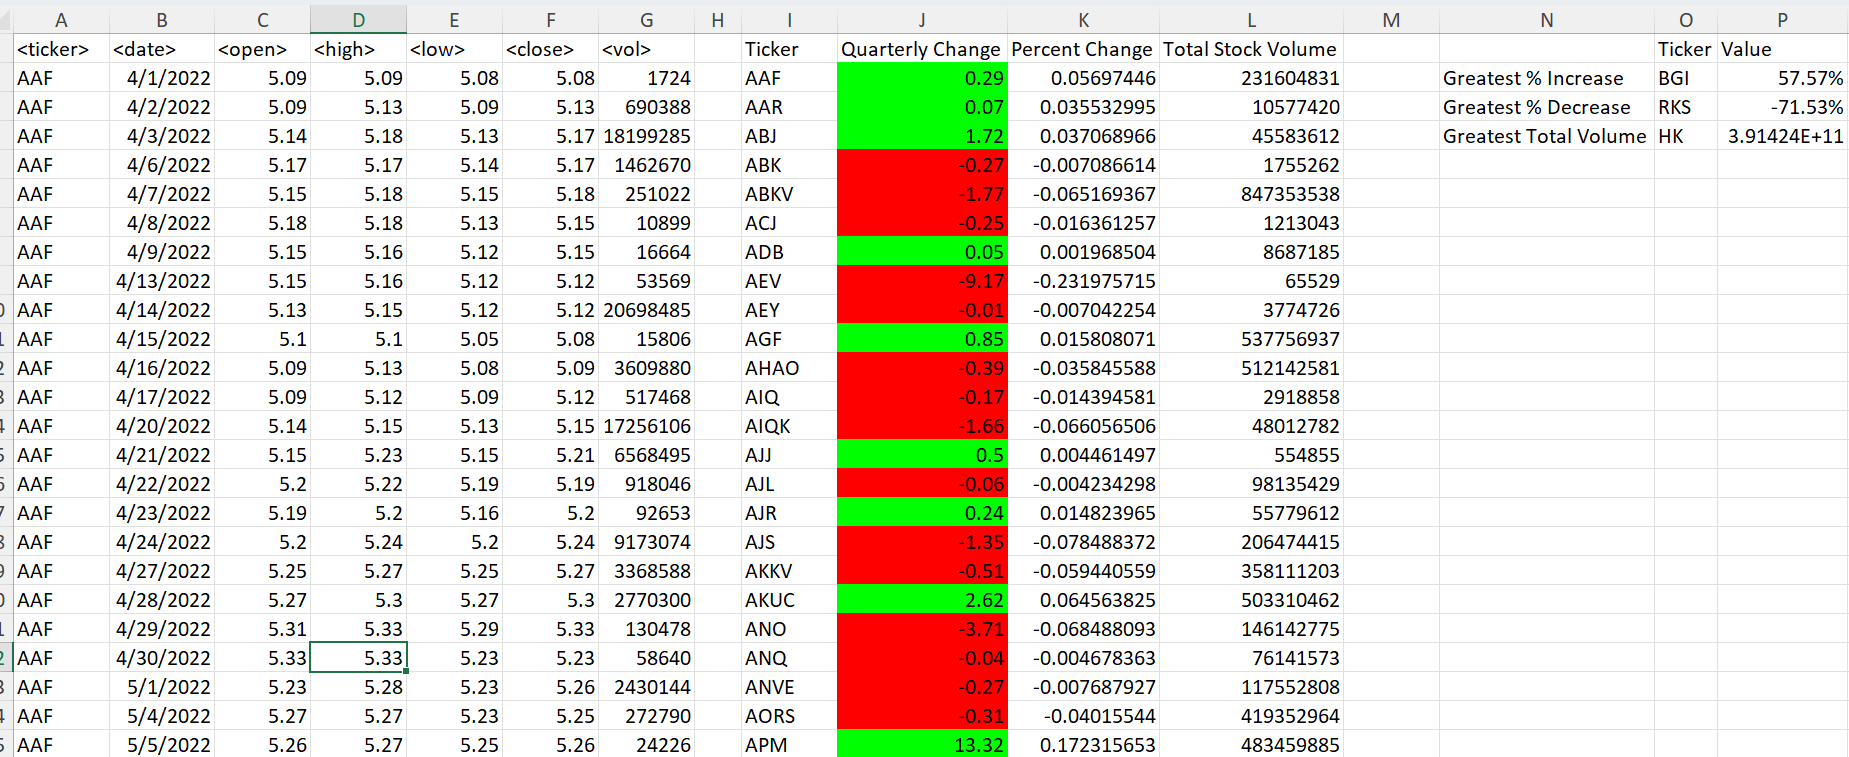 A B C D E F G H I J K L M N O P
<ticker> <date> <open> <high> <low> <close> <vol> Ticker Quarterly Change Percent Change Total Stock Volume Ticker Value
AAF 4/1/2022 5.09 5.09 5.08 5.08 1724 AAF 0.29 0.05697446 231604831 Greatest % Increase BGI 57.57%
AAF 4/2/2022 5.09 5.13 5.09 5.13 690388 AAR 0.07 0.035532995 10577420 Greatest % Decrease RKS -71.53%
AAF 4/3/2022 5.14 5.18 5.13 5.17 18199285 ABJ 1.72 0.037068966 45583612 Greatest Total Volume HK 3.91424E+11
AAF 4/6/2022 5.17 5.17 5.14 5.17 1462670 ABK -0.27 -0.007086614 1755262
AAF 4/7/2022 5.15 5.18 5.15 5.18 251022 ABKV -1.77 -0.065169367 847353538
AAF 4/8/2022 5.18 5.18 5.13 5.15 10899 ACJ -0.25 -0.016361257 1213043
AAF 4/9/2022 5.15 5.16 5.12 5.15 16664 ADB 0.05 0.001968504 8687185
AAF 4/13/2022 5.15 5.16 5.12 5.12 53569 AEV -9.17 -0.231975715 65529
AAF 4/14/2022 5.13 5.15 5.12 5.12 20698485 AEY -0.01 -0.007042254 3774726
AAF 4/15/2022 5.1 5.1 5.05 5.08 15806 AGF 0.85 0.015808071 537756937
AAF 4/16/2022 5.09 5.13 5.08 5.09 3609880 AHAO -0.39 -0.035845588 512142581
AAF 4/17/2022 5.09 5.12 5.09 5.12 517468 AIQ -0.17 -0.014394581 2918858
AAF 4/20/2022 5.14 5.15 5.13 5.15 17256106 AIQK -1.66 -0.066056506 48012782
AAF 4/21/2022 5.15 5.23 5.15 5.21 6568495 AJJ 0.5 0.004461497 554855
AAF 4/22/2022 5.2 5.22 5.19 5.19 918046 AJL -0.06 -0.004234298 98135429
AAF 4/23/2022 5.19 5.2 5.16 5.2 92653 AJR 0.24 0.014823965 55779612
AAF 4/24/2022 5.2 5.24 5.2 5.24 9173074 AJS -1.35 -0.078488372 206474415
AAF 4/27/2022 5.25 5.27 5.25 5.27 3368588 AKKV -0.51 -0.059440559 358111203
AAF 4/28/2022 5.27 5.3 5.27 5.3 2770300 AKUC 2.62 0.064563825 503310462
AAF 4/29/2022 5.31 5.33 5.29 5.33 130478 ANO -3.71 -0.068488093 146142775
AAF 4/30/2022 5.33 5.33 5.23 5.23 58640 ANQ -0.04 -0.004678363 76141573
AAF 5/1/2022 5.23 5.28 5.23 5.26 2430144 ANVE -0.27 -0.007687927 117552808
AAF 5/4/2022 5.27 5.27 5.23 5.25 272790 AORS -0.31 -0.04015544 419352964
AAF 5/5/2022 5.26 5.27 5.25 5.26 24226 APM 13.32 0.172315653 483459885